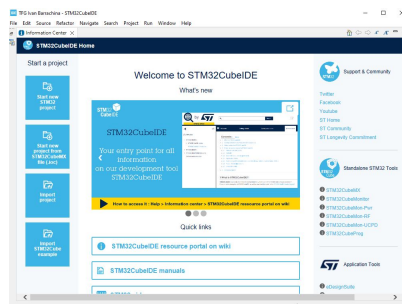 TFG Ivan Barrachina - STM32CubeIDE
File Edit Source Refactor Navigate Search Project Run Window Help
Information Center
STM32CubeIDE Home
Start a project
Start new
STM32
project
Start new
project from
STM32CubeMX
file (.ioc)
Import
project
Import
STM32Cube
example
Welcome to STM32CubeIDE
What's new
STM32CubeIDE
Your entry point for all
information
on our development tool
STM32CubeIDE
How to access it : Help > Information center > STM32CubeIDE resource portal on wiki
Quick links
STM32CubeIDE resource portal on wiki
STM32CubeIDE manuals
Support & Community
Twitter
Facebook
Youtube
ST Home
ST Community
ST Longevity Commitment
Standalone STM32 Tools
STM32CubeMX
STM32CubeMonitor
STM32CubeMon-Pwr
STM32CubeMon-RF
STM32CubeMon-UCPD
STM32CubeProg
Application Tools
eDesignSuite